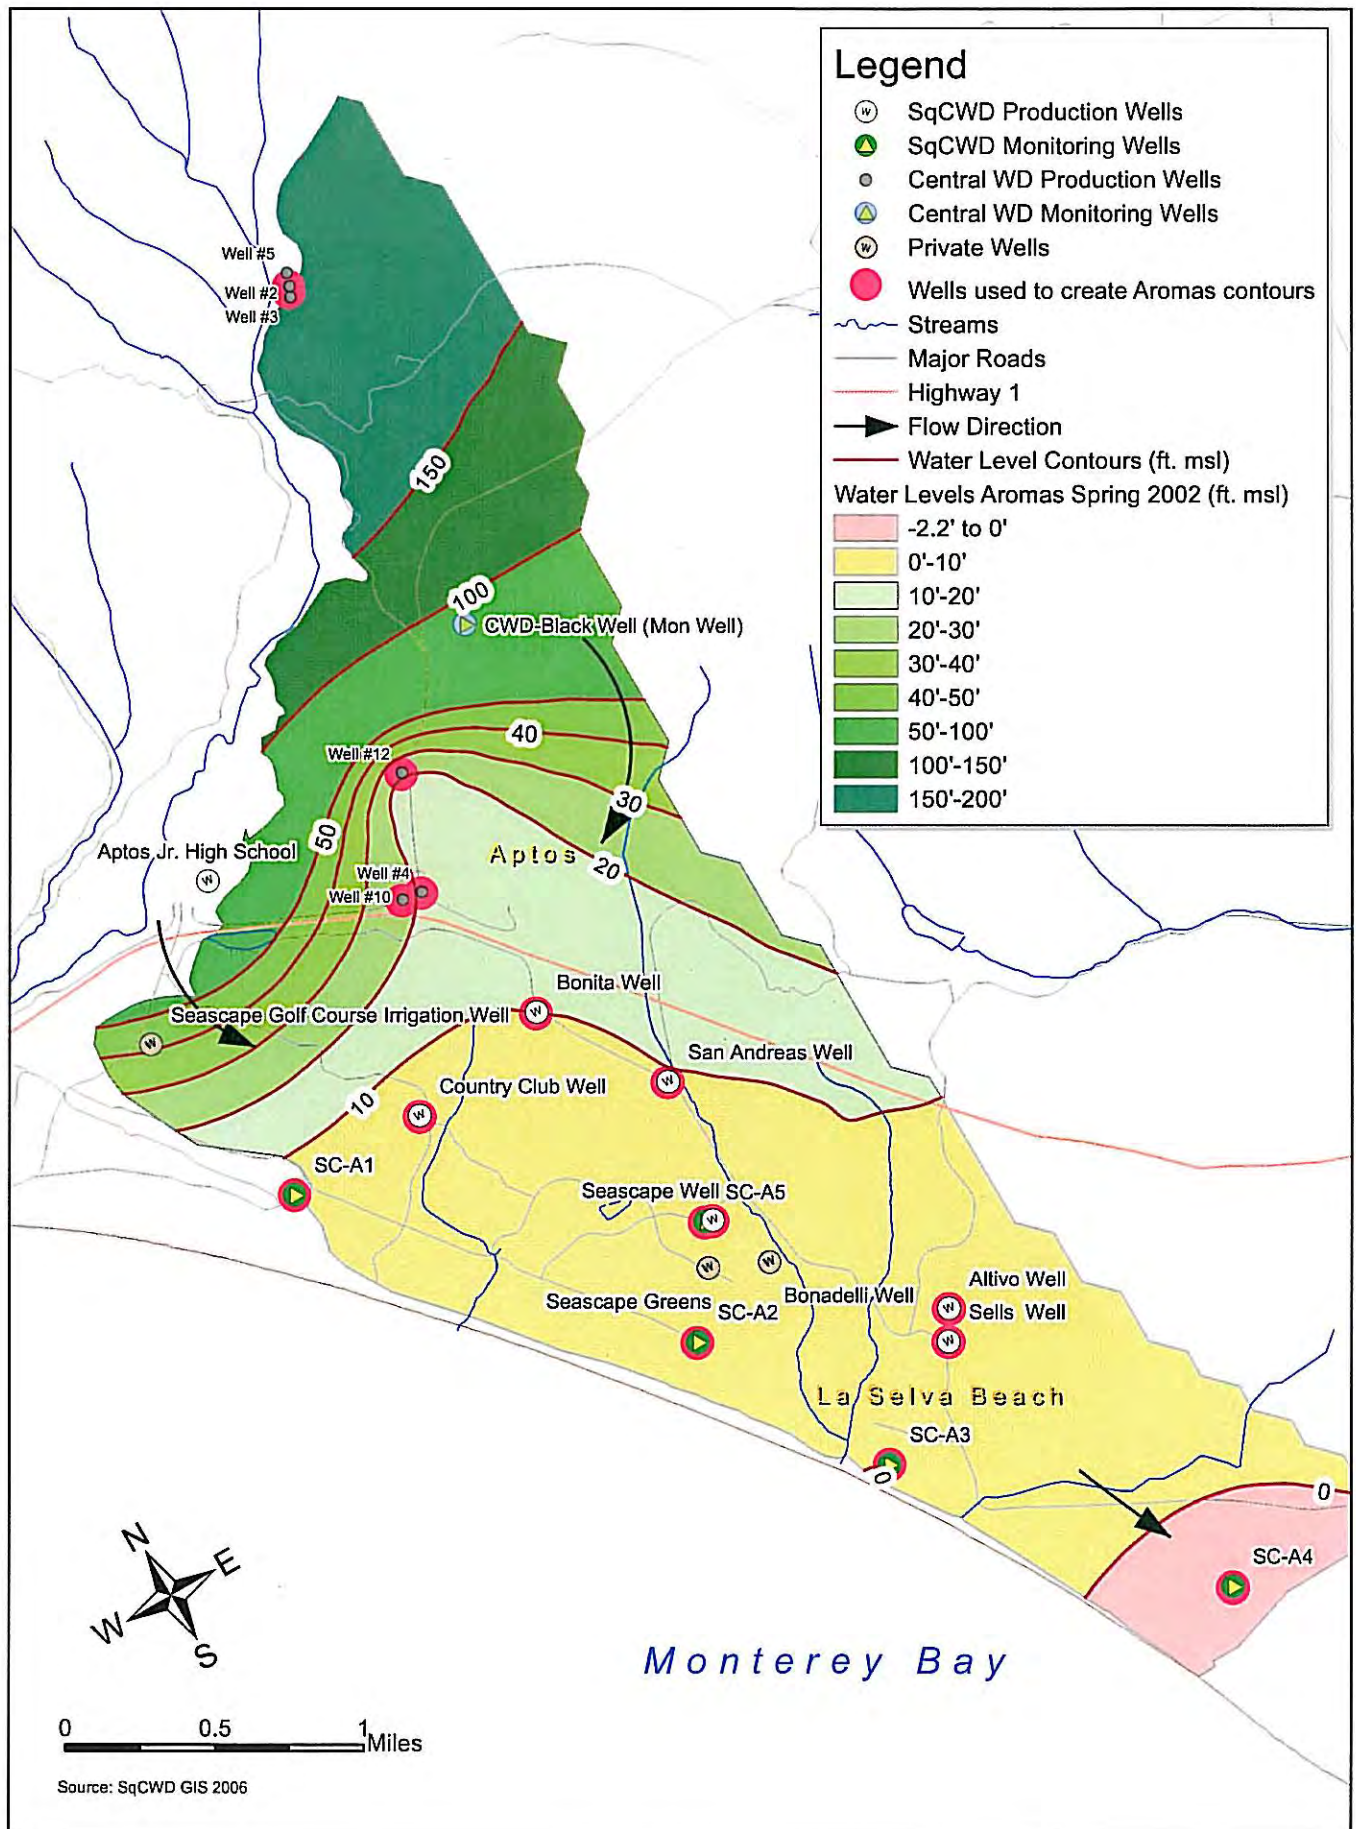 Legend
W SqCWD Production Wells
SqCWD Monitoring Wells
Central WD Production Wells
Central WD Monitoring Wells
W Private Wells
Wells used to create Aromas contours
Streams
Major Roads
Highway 1
Flow Direction
Water Level Contours (ft. msl)
Water Levels Aromas Spring 2002 (ft. msl)
-2.2' to 0'
0'-10'
10'-20'
20'-30'
30'-40'
40'-50'
50'-100'
100'-150'
150'-200'
Well #5
Well #2
Well #3
150
100
CWD-Black Well (Mon Well)
40
Well #12
30
50
Aptos Jr. High School
W
Aptos
20
Well #4
Well #10
Bonita Well
W
Seascape Golf Course Irrigation Well
W
San Andreas Well
W
Country Club Well
W
10
SC-A1
Seascape Well SC-A5
W
W
W
Bonadelli Well
Altivo Well
W
Seascape Greens
SC-A2
Sells Well
W
La Selva Beach
SC-A3
0
0
SC-A4
N
E
W
S
Monterey Bay
0 0.5 1
Miles
Source: SqCWD GIS 2006